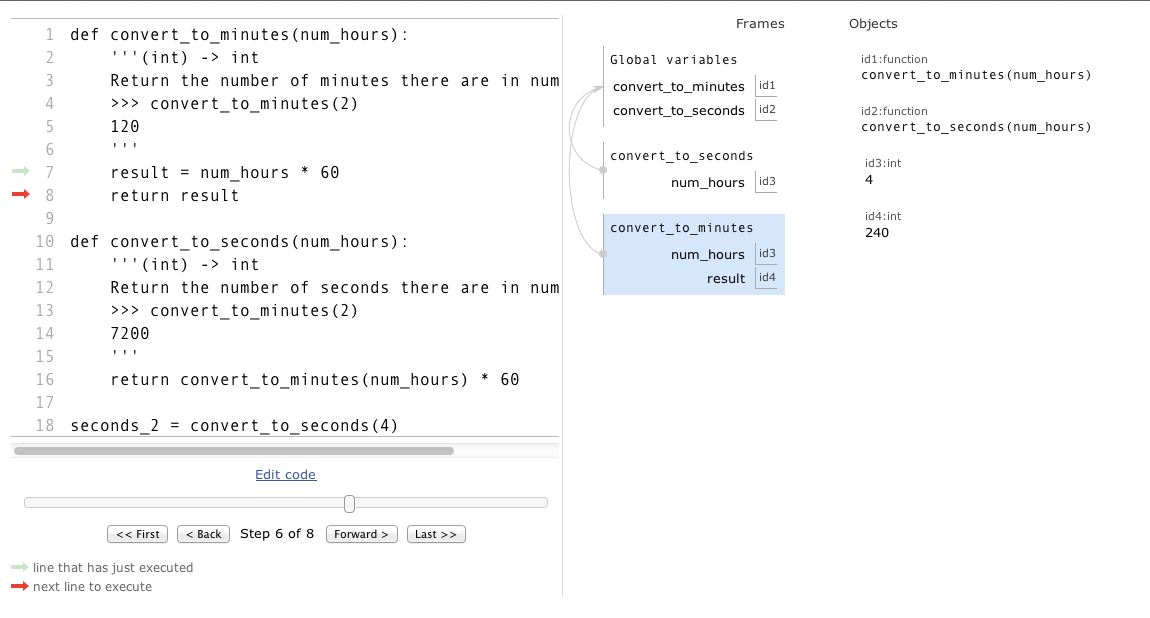 1 def convert_to_minutes(num_hours):
2     '''(int) -> int
3     Return the number of minutes there are in num
4     >>> convert_to_minutes(2)
5     120
6     '''
7     result = num_hours * 60
8     return result
9
10 def convert_to_seconds(num_hours):
11     '''(int) -> int
12     Return the number of seconds there are in num
13     >>> convert_to_minutes(2)
14     7200
15     '''
16     return convert_to_minutes(num_hours) * 60
17
18 seconds_2 = convert_to_seconds(4)
Edit code
<< First < Back Step 6 of 8 Forward > Last >>
line that has just executed
next line to execute
Frames Objects
Global variables
convert_to_minutes id1
convert_to_seconds id2
convert_to_seconds
num_hours id3
convert_to_minutes
num_hours id3
result id4
id1:function
convert_to_minutes(num_hours)
id2:function
convert_to_seconds(num_hours)
id3:int
4
id4:int
240